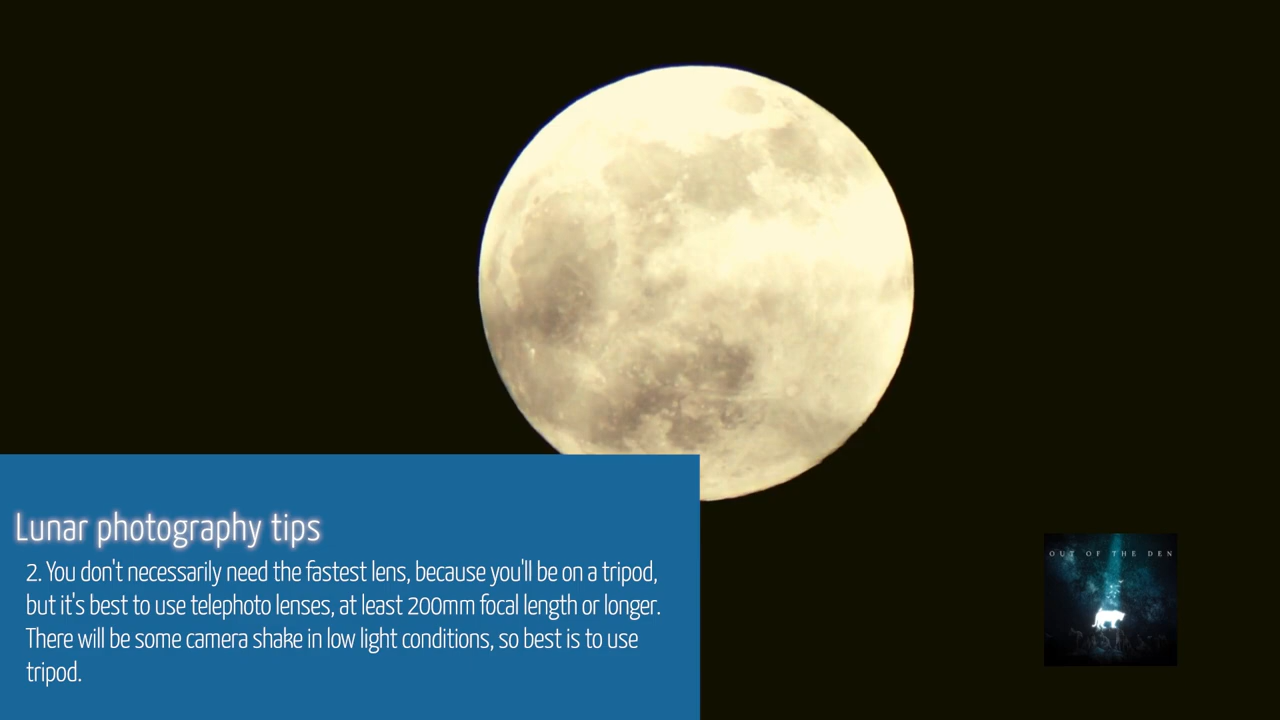 Lunar photography tips
2. You don't necessarily need the fastest lens, because you'll be on a tripod,
but it's best to use telephoto lenses, at least 200mm focal length or longer.
There will be some camera shake in low light conditions, so best is to use
tripod.
OUT OF THE DEN